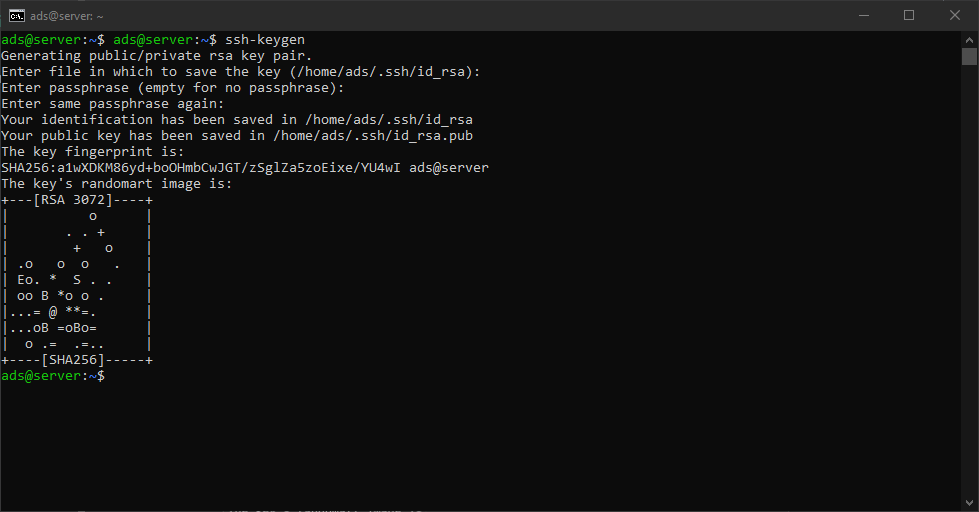 ads@server: ~
ads@server:~$ ads@server:~$ ssh-keygen
Generating public/private rsa key pair.
Enter file in which to save the key (/home/ads/.ssh/id_rsa):
Enter passphrase (empty for no passphrase):
Enter same passphrase again:
Your identification has been saved in /home/ads/.ssh/id_rsa
Your public key has been saved in /home/ads/.ssh/id_rsa.pub
The key fingerprint is:
SHA256:a1wXDKM86yd+boOHmbCwJGT/zSglZa5zoEixe/YU4wI ads@server
The key's randomart image is:
+---[RSA 3072]----+
|          o      |
|       . . +     |
|        +   o    |
| .o   o  o   .   |
| Eo. *  S . .    |
| oo B *o o .     |
|...= @ **=.      |
|...oB =oBo=      |
|  o .=  .=..     |
+----[SHA256]-----+
ads@server:~$